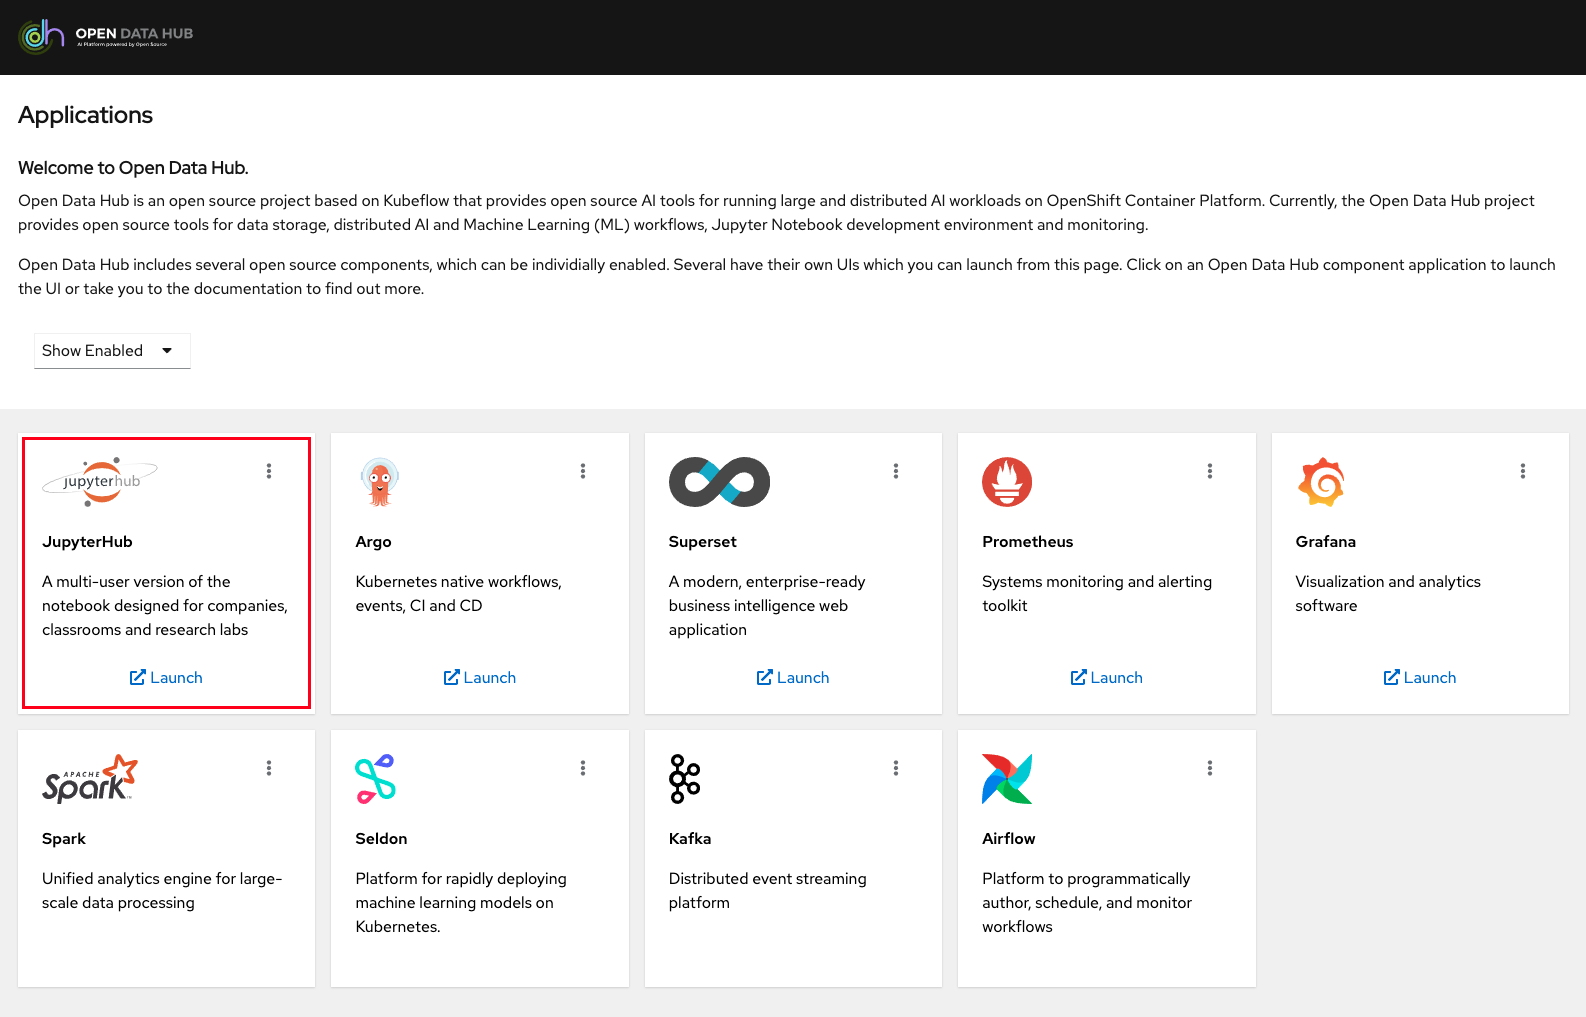 OPEN DATA HUB
AI Platform powered by Open Source
Applications
Welcome to Open Data Hub.
Open Data Hub is an open source project based on Kubeflow that provides open source AI tools for running large and distributed AI workloads on OpenShift Container Platform. Currently, the Open Data Hub project
provides open source tools for data storage, distributed AI and Machine Learning (ML) workflows, Jupyter Notebook development environment and monitoring.
Open Data Hub includes several open source components, which can be individially enabled. Several have their own UIs which you can launch from this page. Click on an Open Data Hub component application to launch
the UI or take you to the documentation to find out more.
Show Enabled
jupyterhub
JupyterHub
A multi-user version of the
notebook designed for companies,
classrooms and research labs
Launch
Argo
Kubernetes native workflows,
events, CI and CD
Launch
Superset
A modern, enterprise-ready
business intelligence web
application
Launch
Prometheus
Systems monitoring and alerting
toolkit
Launch
Grafana
Visualization and analytics
software
Launch
APACHE
Spark
TM
Spark
Unified analytics engine for large-
scale data processing
Seldon
Platform for rapidly deploying
machine learning models on
Kubernetes.
Kafka
Distributed event streaming
platform
Airflow
Platform to programmatically
author, schedule, and monitor
workflows